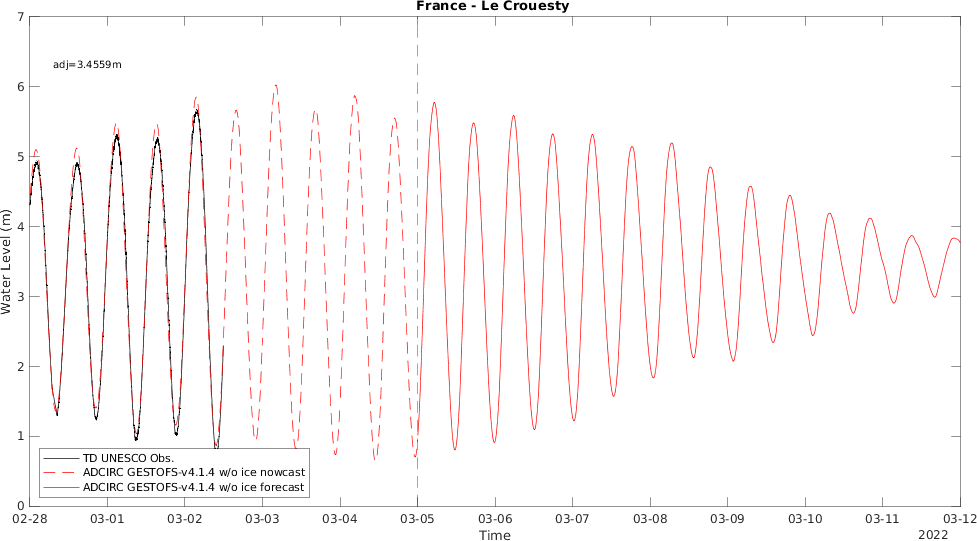 France - Le Crouesty
7
6
5
4
3
2
1
0
adj=3.4559m
Water Level (m)
TD UNESCO Obs.
ADCIRC GESTOFS-v4.1.4 w/o ice nowcast
ADCIRC GESTOFS-v4.1.4 w/o ice forecast
02-28 03-01 03-02 03-03 03-04 03-05 03-06 03-07 03-08 03-09 03-10 03-11 03-12
Time
2022